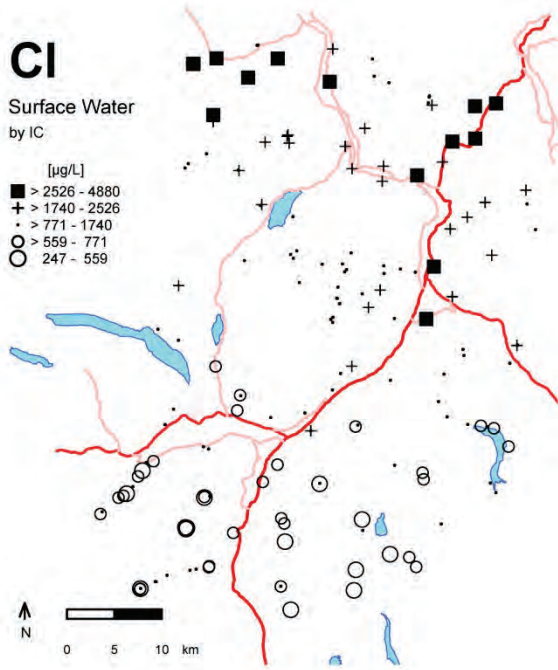 Cl
Surface Water
by IC
[µg/L]
> 2526 - 4880
> 1740 - 2526
> 771 - 1740
> 559 - 771
247 - 559
N
0 5 10 km